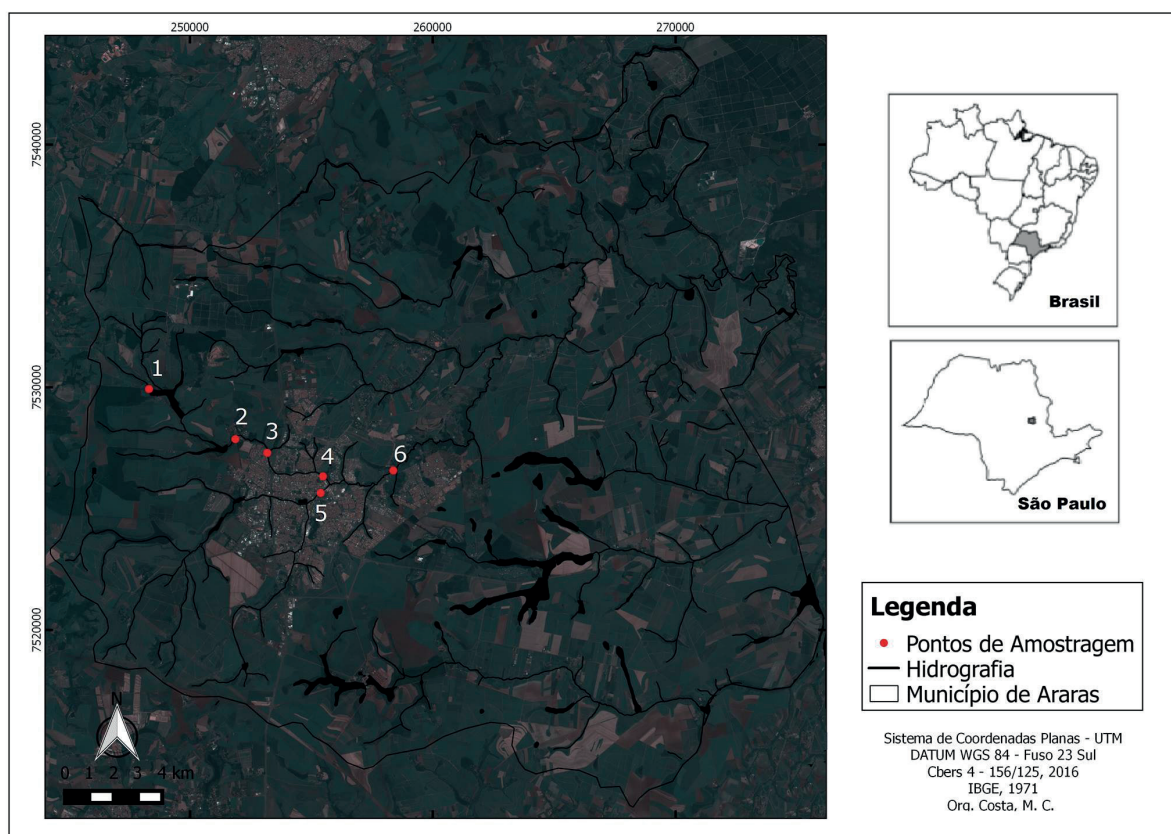 250000
260000
270000
7540000
7530000
7520000
1
2
3
4
5
6
N
0 1 2 3 4 km
Brasil
São Paulo
Legenda
Pontos de Amostragem
Hidrografia
Município de Araras
Sistema de Coordenadas Planas - UTM
DATUM WGS 84 - Fuso 23 Sul
Cbers 4 - 156/125, 2016
IBGE, 1971
Org. Costa, M. C.